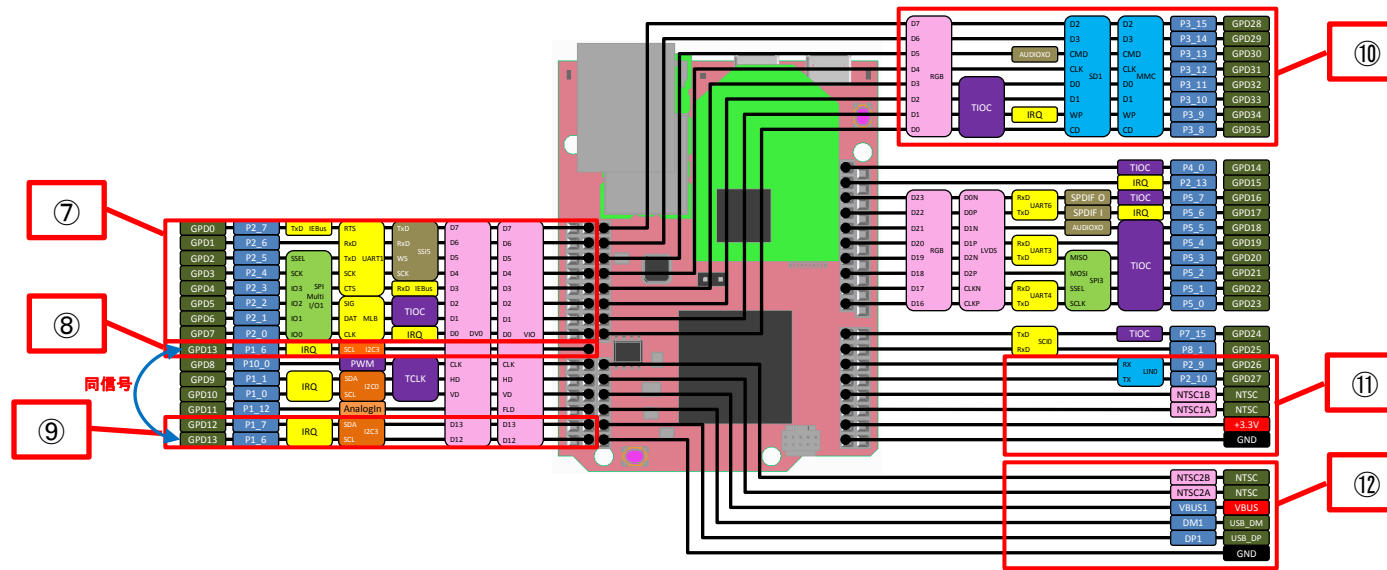 D7 D2 D2 P3_15 GPD28
D6 D3 D3 P3_14 GPD29
D5 AUDIOXO CMD CMD P3_13 GPD30
D4 CLK CLK P3_12 GPD31
RGB SD1 MMC
D3 D0 D0 P3_11 GPD32
D2 TIOC D1 D1 P3_10 GPD33
D1 IRQ WP WP P3_9 GPD34
D0 CD CD P3_8 GPD35
⑩
TIOC P4_0 GPD14
IRQ P2_13 GPD15
D23 D0N RxD SPDIF O TIOC P5_7 GPD16
UART6
D22 D0P TxD SPDIF I IRQ P5_6 GPD17
D21 D1N AUDIOXO P5_5 GPD18
D20 D1P RxD P5_4 GPD19
RGB LVDS UART3
D19 D2N TxD MISO TIOC P5_3 GPD20
D18 D2P MOSI P5_2 GPD21
SPI3
D17 CLKN RxD SSEL P5_1 GPD22
UART4
D16 CLKP TxD SCLK P5_0 GPD23
⑦
GPD0 P2_7 TxD IEBus RTS TxD D7 D7
GPD1 P2_6 RxD RxD D6 D6
GPD2 P2_5 SSEL TxD UART1 WS SSI5 D5 D5
GPD3 P2_4 SCK SCK SCK D4 D4
GPD4 P2_3 IO3 SPI CTS RxD IEBus D3 D3
GPD5 P2_2 IO2 Multi SIG TIOC D2 D2
I/O1
GPD6 P2_1 IO1 DAT MLB D1 D1
GPD7 P2_0 IO0 CLK IRQ D0 DV0 D0 VIO
⑧
GPD13 P1_6 IRQ SCL I2C3
GPD8 P10_0 PWM TCLK CLK CLK
GPD9 P1_1 IRQ SDA I2C0 HD HD
GPD10 P1_0 SCL VD VD
GPD11 P1_12 AnalogIn FLD
GPD12 P1_7 IRQ SDA I2C3 D13 D13
GPD13 P1_6 SCL D12 D12
同信号
⑨
TxD TIOC P7_15 GPD24
SCI0
RxD P8_1 GPD25
RX P2_9 GPD26
LIN0
TX P2_10 GPD27
NTSC1B NTSC
NTSC1A NTSC
+3.3V
GND
⑪
NTSC2B NTSC
NTSC2A NTSC
VBUS1 VBUS
DM1 USB_DM
DP1 USB_DP
GND
⑫